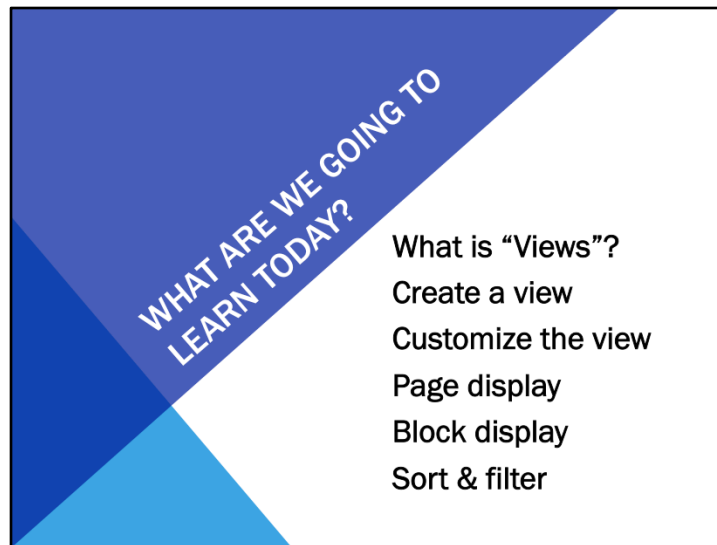 WHAT ARE WE GOING TO
LEARN TODAY?
What is “Views”?
Create a view
Customize the view
Page display
Block display
Sort & filter